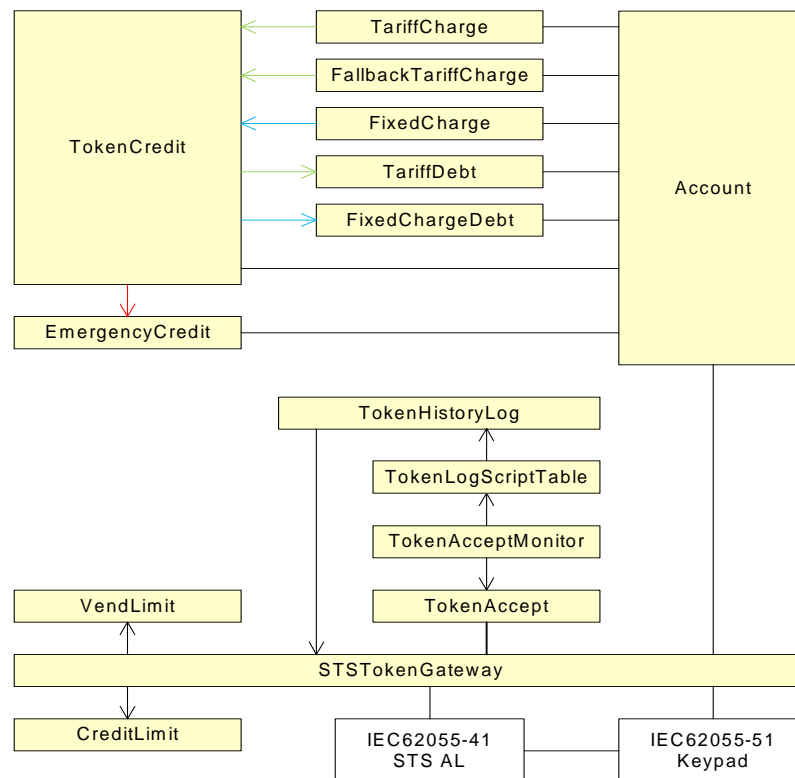 TariffCharge
FallbackTariffCharge
FixedCharge
TokenCredit
TariffDebt
Account
FixedChargeDebt
EmergencyCredit
TokenHistoryLog
TokenLogScriptTable
TokenAcceptMonitor
VendLimit
TokenAccept
STSTokenGateway
CreditLimit
IEC62055-41
STS AL
IEC62055-51
Keypad